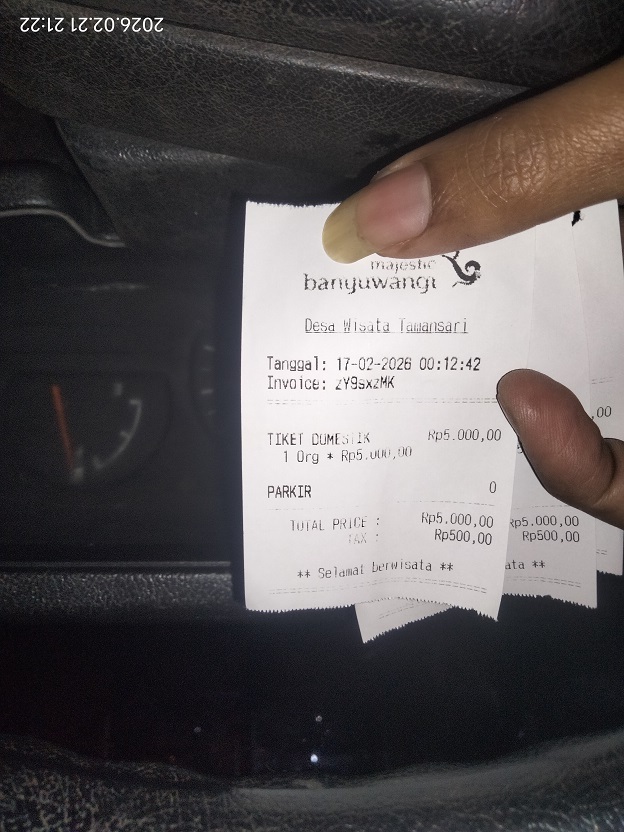 2026.02.21 21:22
majestic
banyuwangi
Desa Wisata Tamansari
Tanggal: 17-02-2026 00:12:42
Invoice: zY9sxzMK
TIKET DOMESTIK Rp5.000,00
1 Org * Rp5.000,00
PARKIR 0
TOTAL PRICE : Rp5.000,00
TAX : Rp500,00
** Selamat berwisata **
,00
Rp5.000,00
Rp500,00
ata **